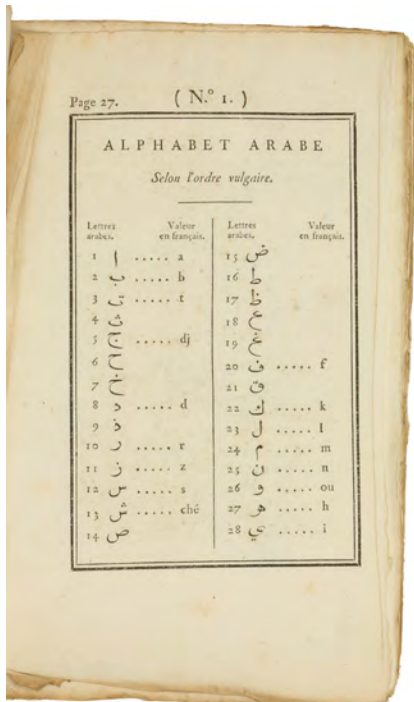 Page 27.
( N.° 1. )
ALPHABET ARABE
Selon l'ordre vulgaire.
Lettres arabes. Valeur en français.
1 ا ..... a
2 ب ..... b
3 ت ..... t
4 ث
5 ج ..... dj
6 ح
7 خ
8 د ..... d
9 ذ
10 ر ..... r
11 ز ..... z
12 س ..... s
13 ش ..... ché
14 ص
Lettres arabes. Valeur en français.
15 ض
16 ط
17 ظ
18 ع
19 غ
20 ف ..... f
21 ق
22 ك ..... k
23 ل ..... l
24 م ..... m
25 ن ..... n
26 و ..... ou
27 ه ..... h
28 ي ..... i